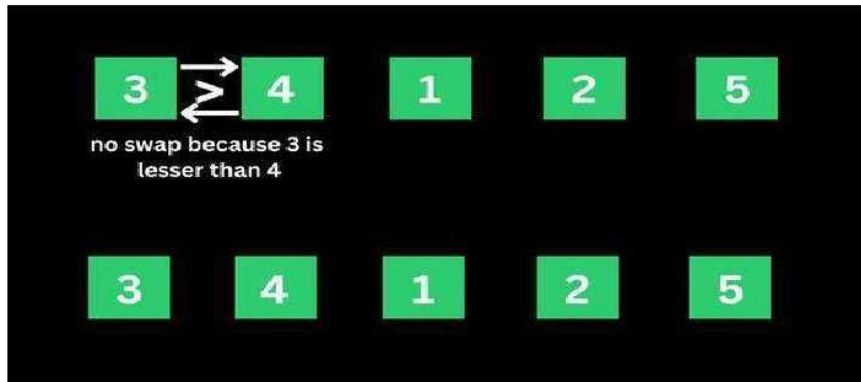 3 > 4 1 2 5
no swap because 3 is
lesser than 4
3 4 1 2 5